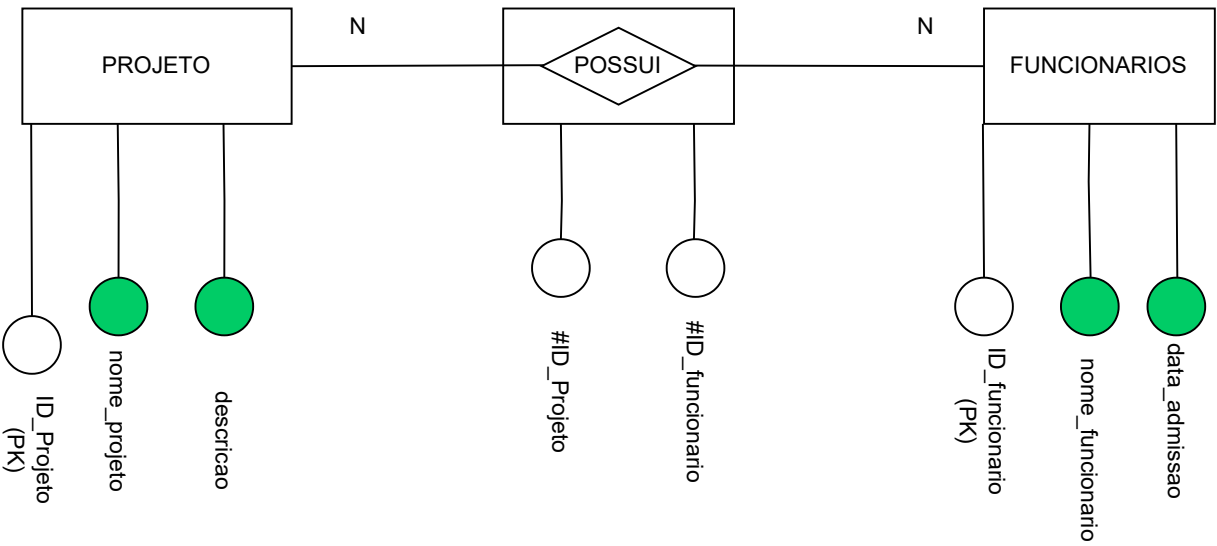 N
N
PROJETO
POSSUI
FUNCIONARIOS
ID_Projeto
(PK)
nome_projeto
descricao
#ID_Projeto
#ID_funcionario
ID_funcionario
(PK)
nome_funcionario
data_admissao